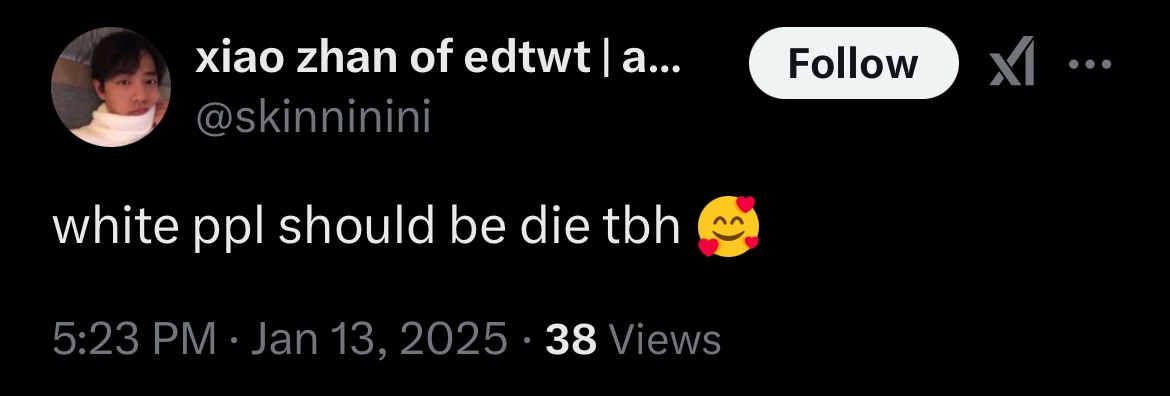 xiao zhan of edtwt | a...
@skinninini
Follow
white ppl should be die tbh 🥰
5:23 PM · Jan 13, 2025 · 38 Views